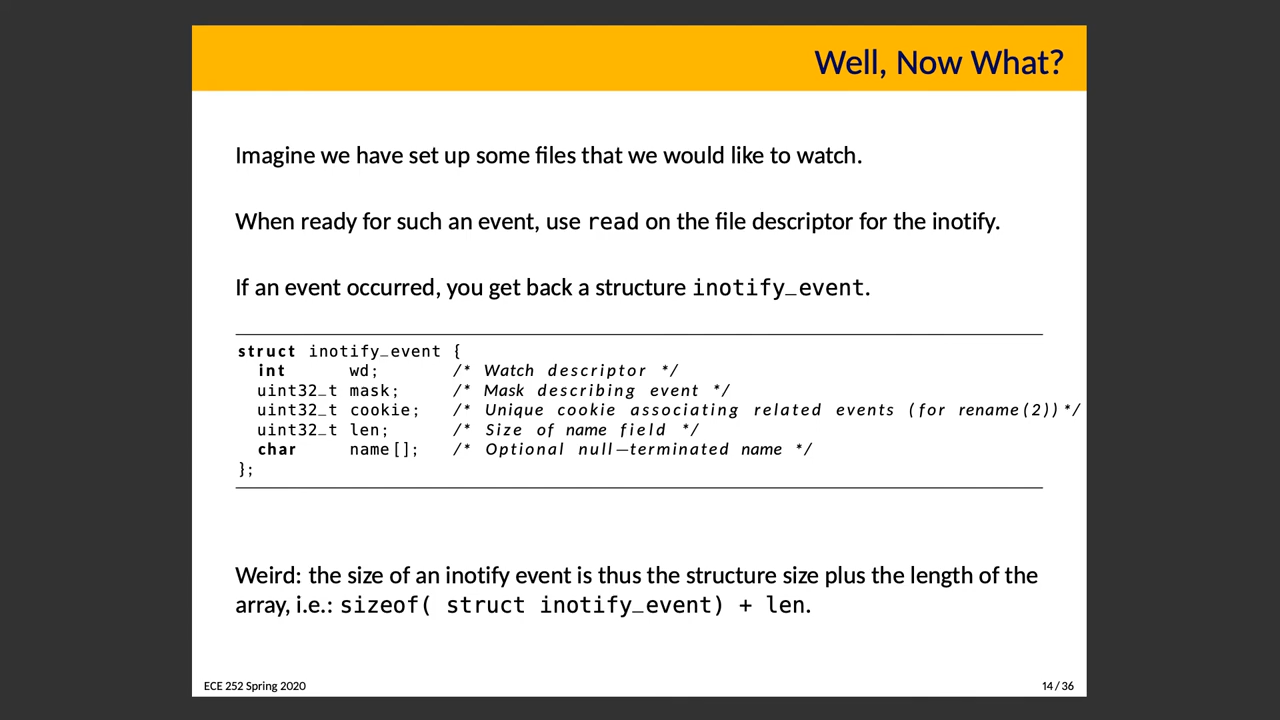 Well, Now What?
Imagine we have set up some files that we would like to watch.
When ready for such an event, use read on the file descriptor for the inotify.
If an event occurred, you get back a structure inotify_event.
struct inotify_event {
  int      wd;       /* Watch descriptor */
  uint32_t mask;     /* Mask describing event */
  uint32_t cookie;   /* Unique cookie associating related events (for rename(2)) */
  uint32_t len;      /* Size of name field */
  char     name[];   /* Optional null−terminated name */
};
Weird: the size of an inotify event is thus the structure size plus the length of the
array, i.e.: sizeof( struct inotify_event) + len.
ECE 252 Spring 2020
14 / 36